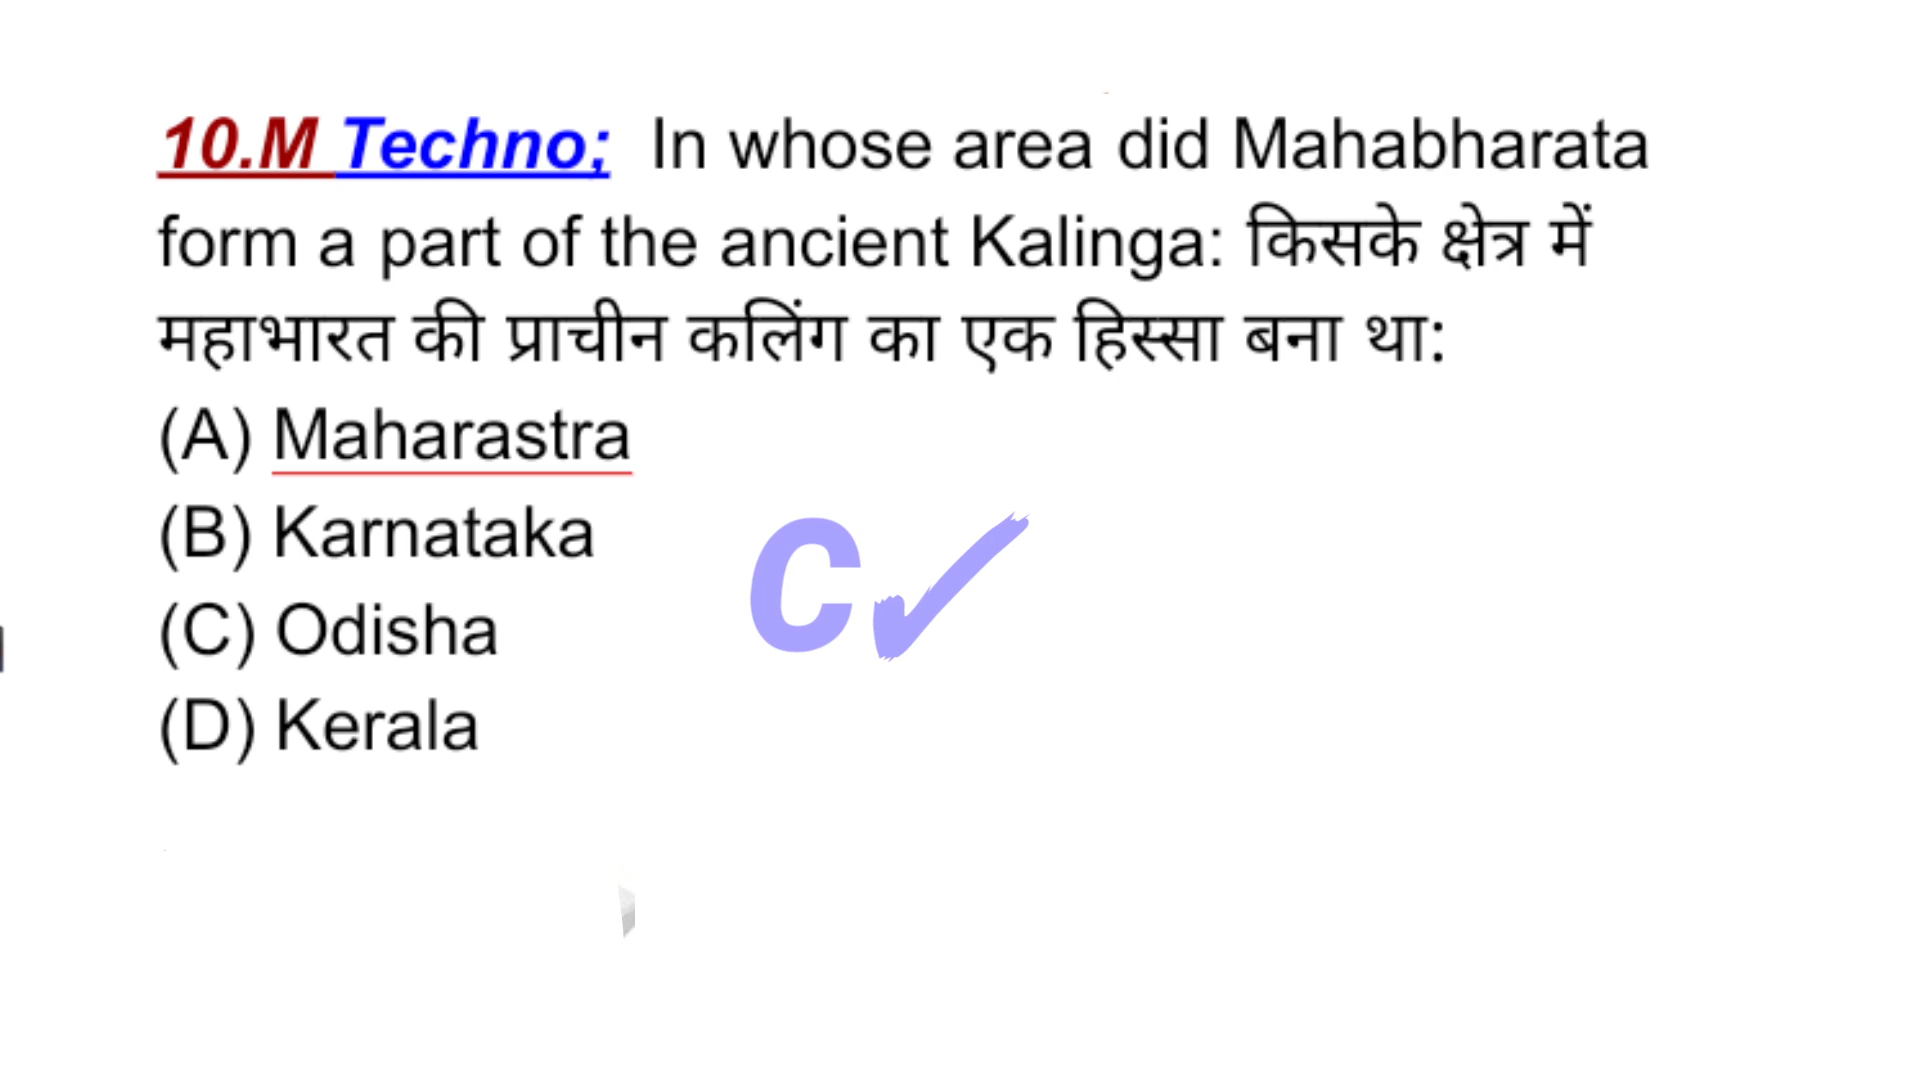 10.M Techno; In whose area did Mahabharata
form a part of the ancient Kalinga: किसके क्षेत्र में
महाभारत की प्राचीन कलिंग का एक हिस्सा बना था:
(A) Maharastra
(B) Karnataka
(C) Odisha
(D) Kerala
C✓